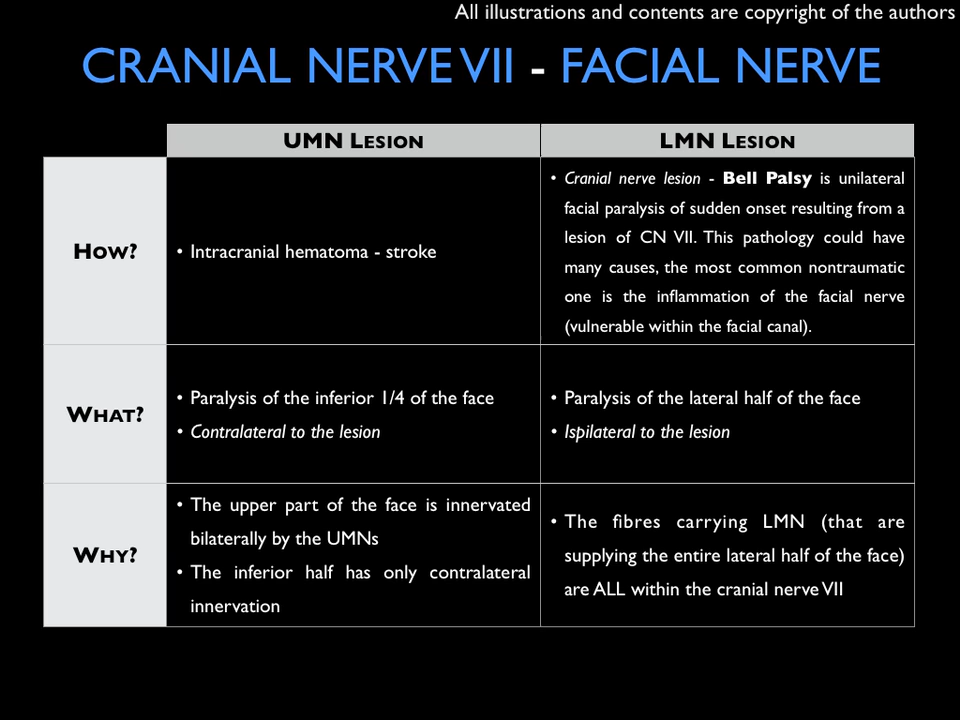 All illustrations and contents are copyright of the authors
CRANIAL NERVE VII - FACIAL NERVE
UMN LESION
LMN LESION
HOW?
• Intracranial hematoma - stroke
• Cranial nerve lesion - Bell Palsy is unilateral
facial paralysis of sudden onset resulting from a
lesion of CN VII. This pathology could have
many causes, the most common nontraumatic
one is the inflammation of the facial nerve
(vulnerable within the facial canal).
WHAT?
• Paralysis of the inferior 1/4 of the face
• Contralateral to the lesion
• Paralysis of the lateral half of the face
• Ispilateral to the lesion
WHY?
• The upper part of the face is innervated
bilaterally by the UMNs
• The inferior half has only contralateral
innervation
• The fibres carrying LMN (that are
supplying the entire lateral half of the face)
are ALL within the cranial nerve VII